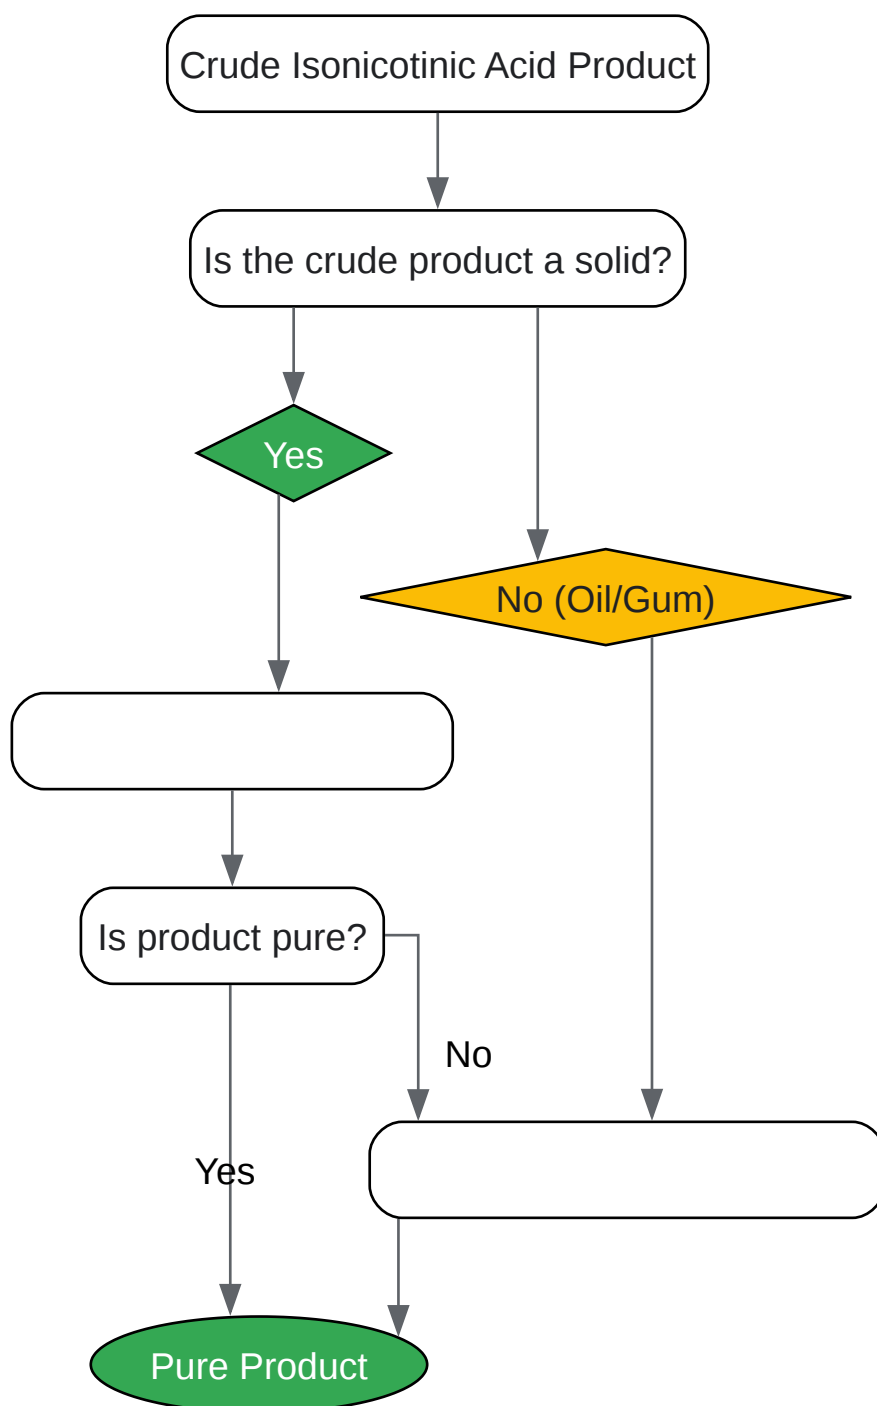 Crude Isonicotinic Acid Product
Is the crude product a solid?
Yes
No (Oil/Gum)
Is product pure?
No
Yes
Pure Product